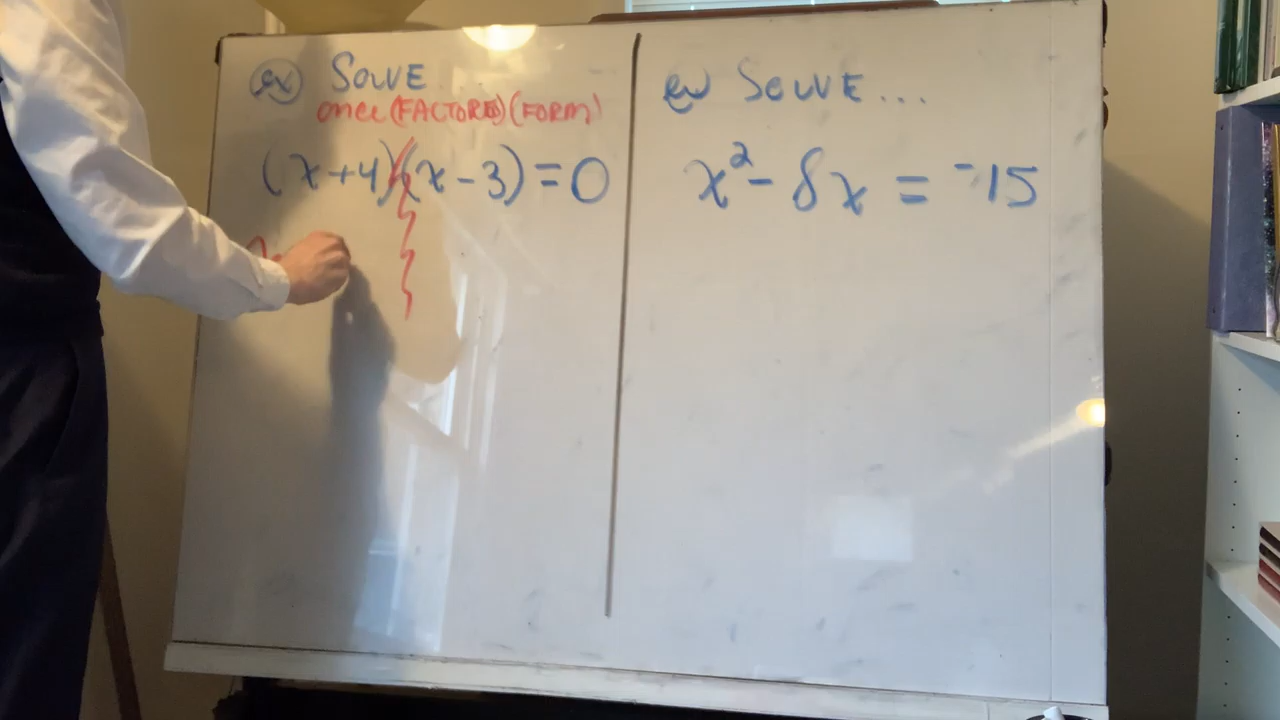 ex SOLVE...
once (FACTORED)(FORM)
(x+4)(x-3)=0
ex SOLVE...
x²-8x = ⁻15